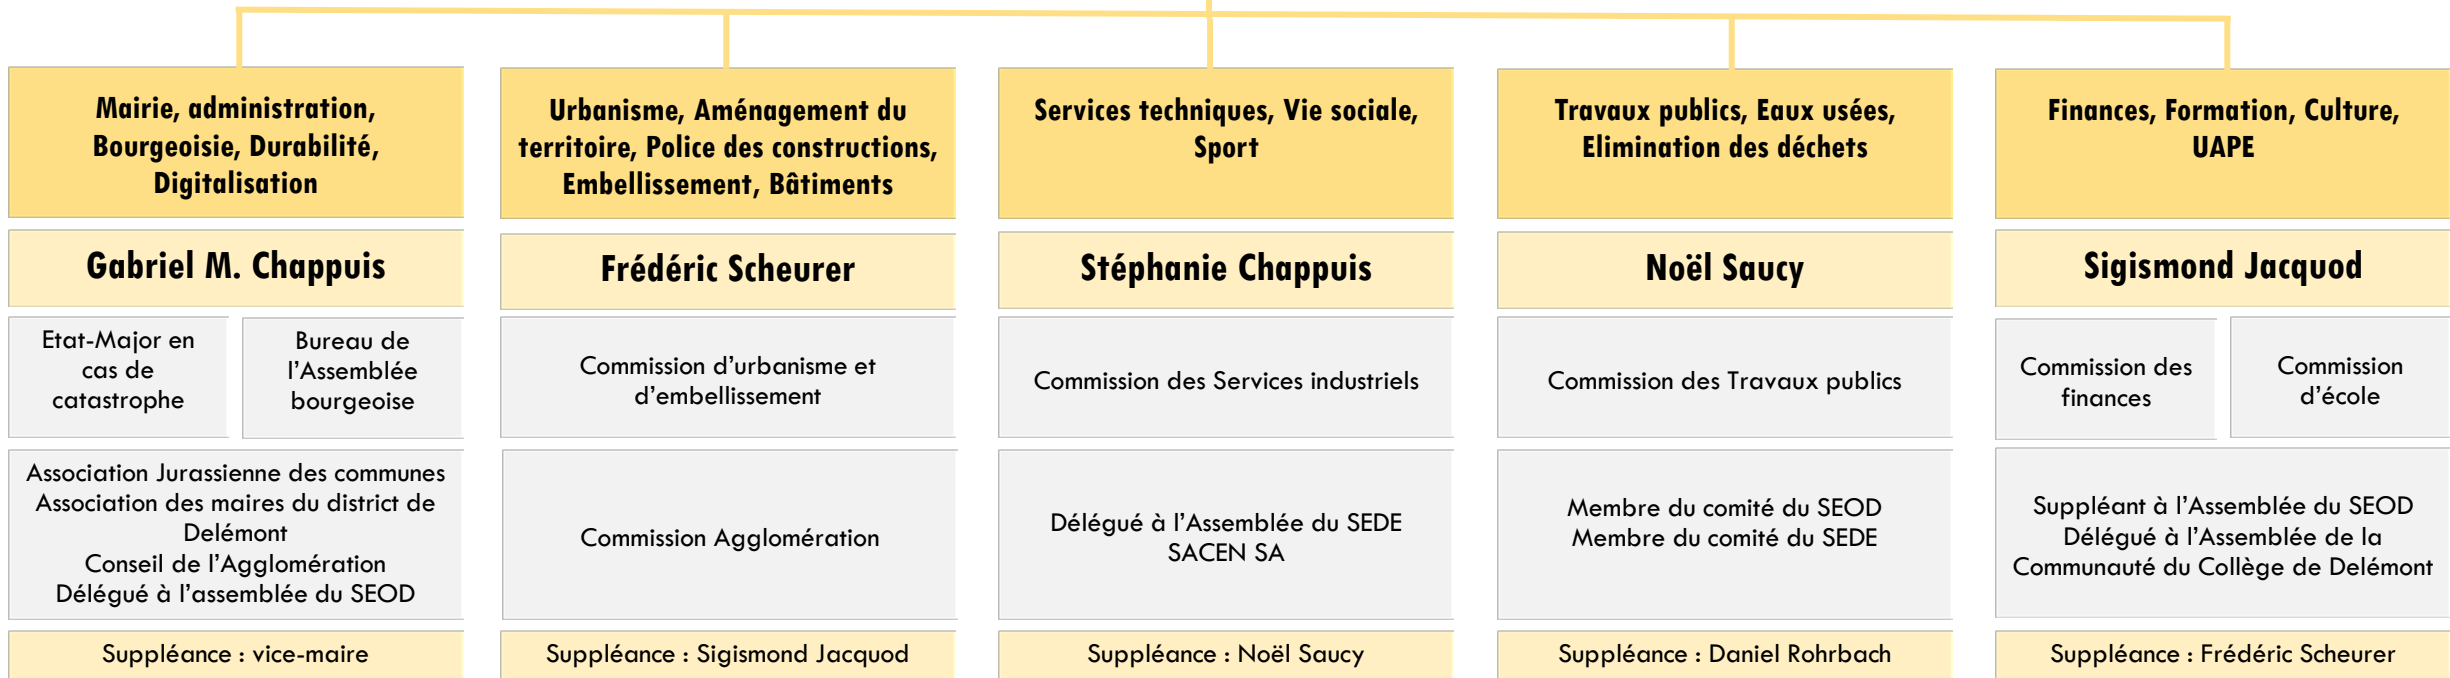 Mairie, administration,
Bourgeoisie, Durabilité,
Digitalisation
Gabriel M. Chappuis
Etat-Major en
cas de
catastrophe
Bureau de
l'Assemblée
bourgeoise
Association Jurassienne des communes
Association des maires du district de
Delémont
Conseil de l'Agglomération
Délégué à l'assemblée du SEOD
Suppléance : vice-maire
Urbanisme, Aménagement du
territoire, Police des constructions,
Embellissement, Bâtiments
Frédéric Scheurer
Commission d'urbanisme et
d'embellissement
Commission Agglomération
Suppléance : Sigismond Jacquod
Services techniques, Vie sociale,
Sport
Stéphanie Chappuis
Commission des Services industriels
Délégué à l'Assemblée du SEDE
SACEN SA
Suppléance : Noël Saucy
Travaux publics, Eaux usées,
Elimination des déchets
Noël Saucy
Commission des Travaux publics
Membre du comité du SEOD
Membre du comité du SEDE
Suppléance : Daniel Rohrbach
Finances, Formation, Culture,
UAPE
Sigismond Jacquod
Commission des
finances
Commission
d'école
Suppléant à l'Assemblée du SEOD
Délégué à l'Assemblée de la
Communauté du Collège de Delémont
Suppléance : Frédéric Scheurer